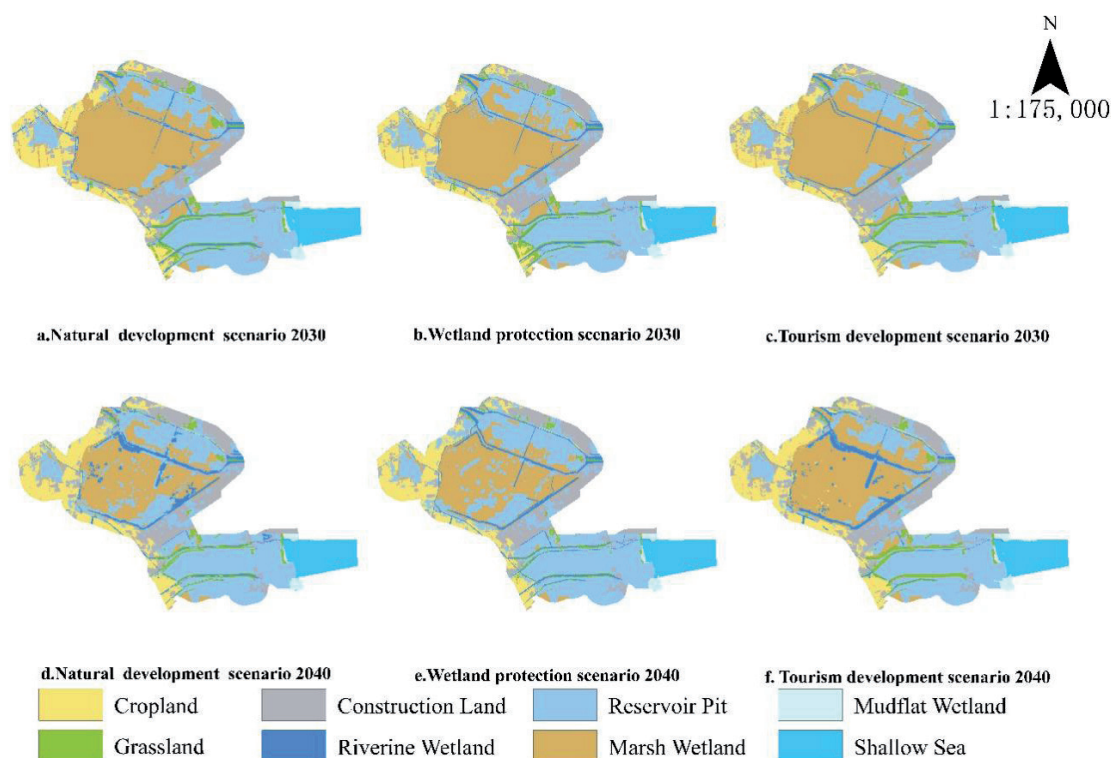 N
1:175, 000
a.Natural development scenario 2030
b.Wetland protection scenario 2030
c.Tourism development scenario 2030
d.Natural development scenario 2040
e.Wetland protection scenario 2040
f. Tourism development scenario 2040
Cropland
Construction Land
Reservoir Pit
Mudflat Wetland
Grassland
Riverine Wetland
Marsh Wetland
Shallow Sea